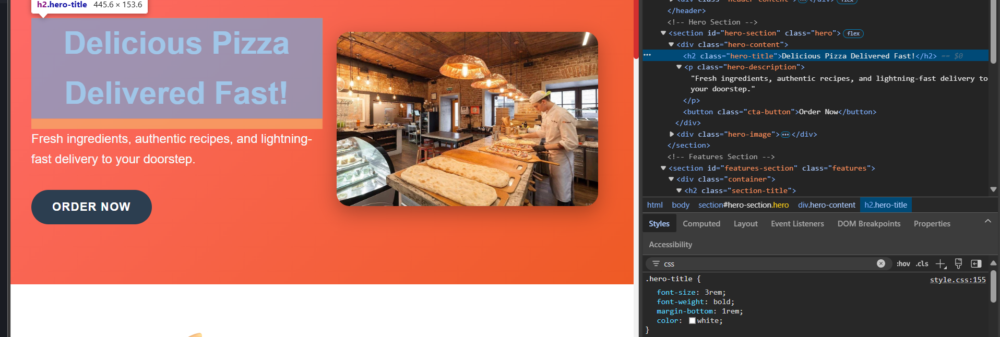 h2.hero-title 445.6 × 153.6
Delicious Pizza
Delivered Fast!
Fresh ingredients, authentic recipes, and lightning-
fast delivery to your doorstep.
ORDER NOW
</header>
<!-- Hero Section -->
<section id="hero-section" class="hero"> flex
<div class="hero-content">
<h2 class="hero-title">Delicious Pizza Delivered Fast!</h2> == $0
<p class="hero-description">
"Fresh ingredients, authentic recipes, and lightning-fast delivery to
your doorstep."
</p>
<button class="cta-button">Order Now</button>
</div>
<div class="hero-image">…</div>
</section>
<!-- Features Section -->
<section id="features-section" class="features">
<div class="container">
<h2 class="section-title">
html body section#hero-section.hero div.hero-content h2.hero-title
Styles Computed Layout Event Listeners DOM Breakpoints Properties
Accessibility
css :hov .cls
.hero-title { style.css:155
font-size: 3rem;
font-weight: bold;
margin-bottom: 1rem;
color: white;
}